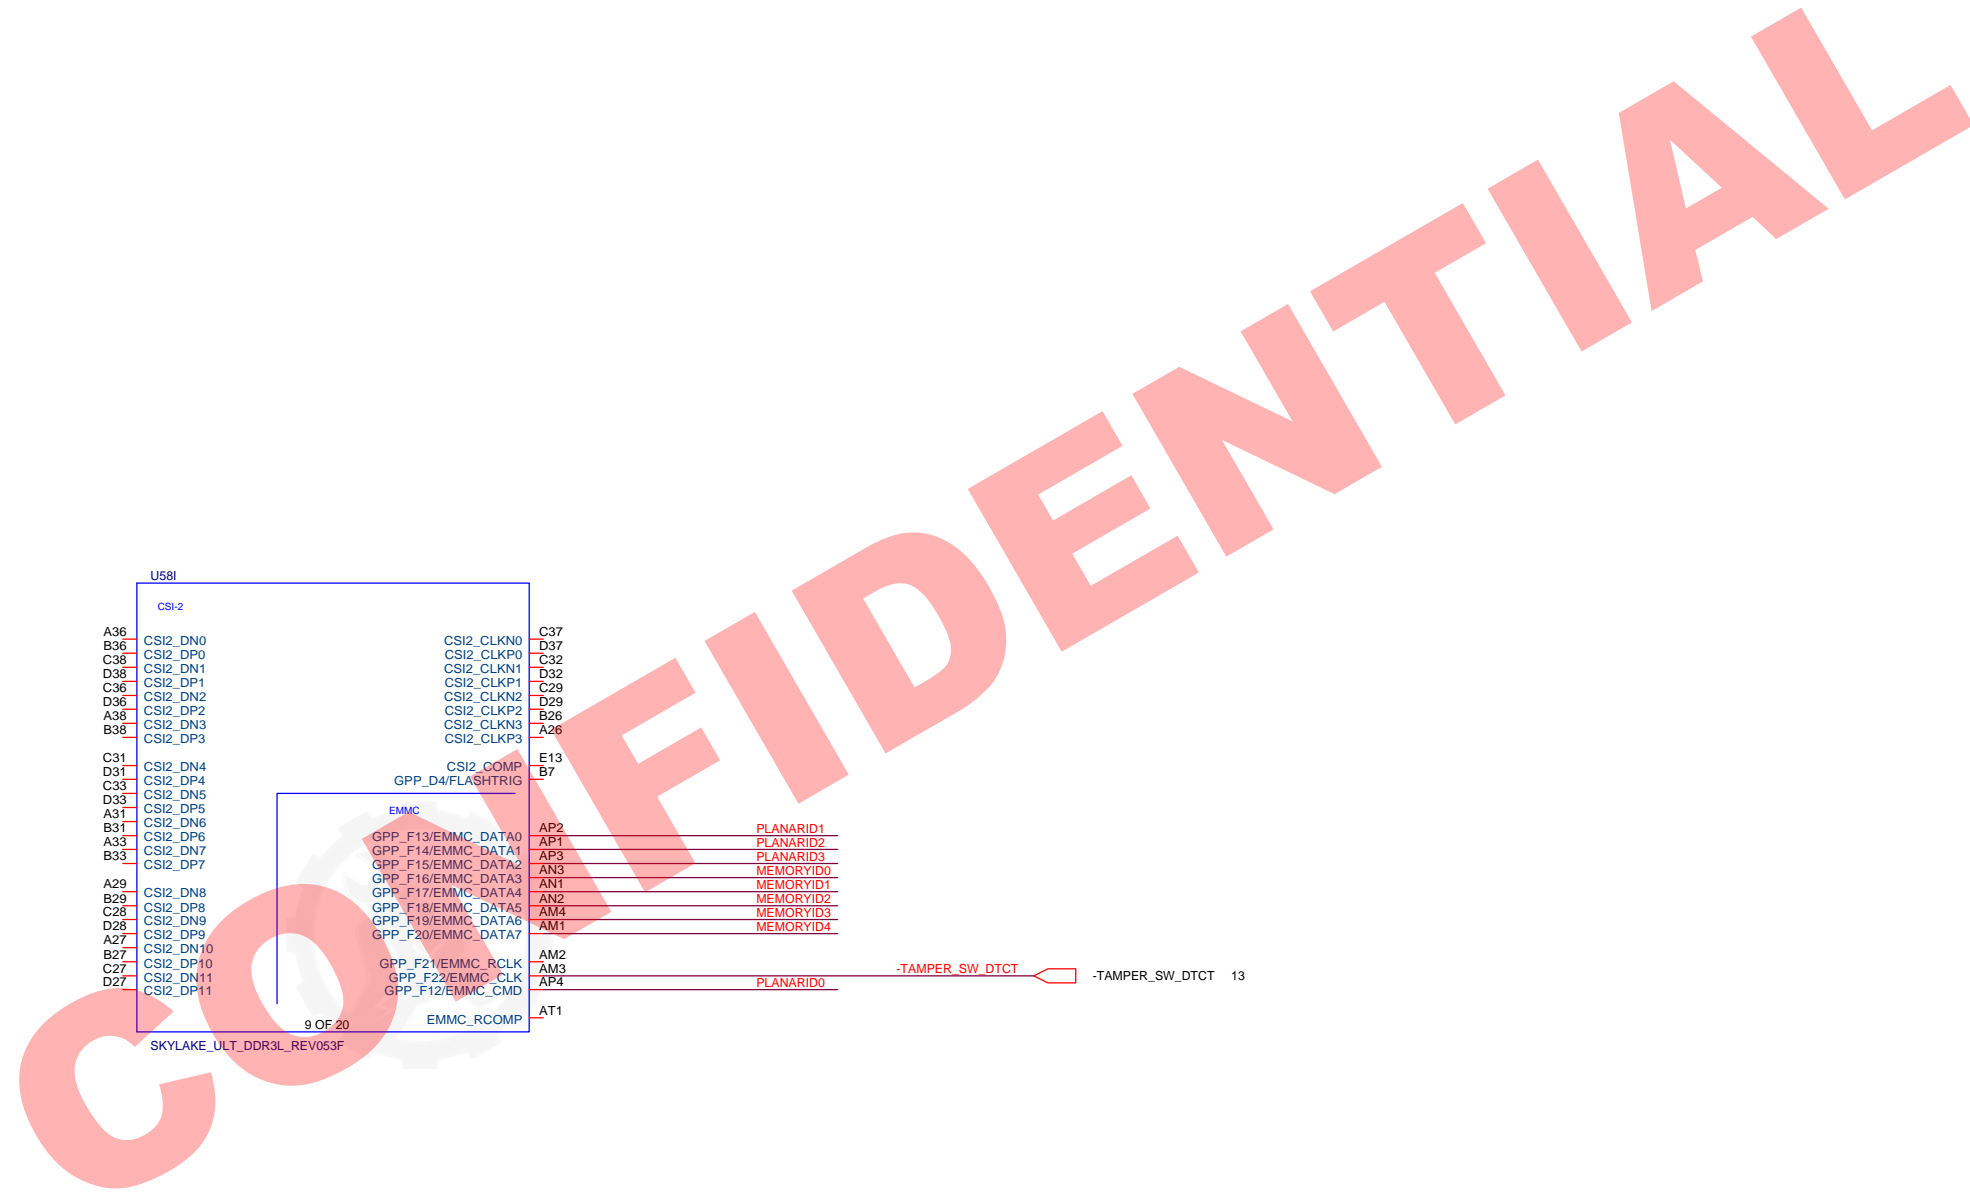 CONFIDENTIAL
U58I
CSI-2
A36 CSI2_DN0 CSI2_CLKN0 C37
B36 CSI2_DP0 CSI2_CLKP0 D37
C38 CSI2_DN1 CSI2_CLKN1 C32
D38 CSI2_DP1 CSI2_CLKP1 D32
C36 CSI2_DN2 CSI2_CLKN2 C29
D36 CSI2_DP2 CSI2_CLKP2 D29
A38 CSI2_DN3 CSI2_CLKN3 B26
B38 CSI2_DP3 CSI2_CLKP3 A26
C31 CSI2_DN4 CSI2_COMP E13
D31 CSI2_DP4 GPP_D4/FLASHTRIG B7
C33 CSI2_DN5
D33 CSI2_DP5 EMMC
A31 CSI2_DN6
B31 CSI2_DP6 GPP_F13/EMMC_DATA0 AP2 PLANARID1
A33 CSI2_DN7 GPP_F14/EMMC_DATA1 AP1 PLANARID2
B33 CSI2_DP7 GPP_F15/EMMC_DATA2 AP3 PLANARID3
GPP_F16/EMMC_DATA3 AN3 MEMORYID0
A29 CSI2_DN8 GPP_F17/EMMC_DATA4 AN1 MEMORYID1
B29 CSI2_DP8 GPP_F18/EMMC_DATA5 AN2 MEMORYID2
C28 CSI2_DN9 GPP_F19/EMMC_DATA6 AM4 MEMORYID3
D28 CSI2_DP9 GPP_F20/EMMC_DATA7 AM1 MEMORYID4
A27 CSI2_DN10
B27 CSI2_DP10 GPP_F21/EMMC_RCLK AM2
C27 CSI2_DN11 GPP_F22/EMMC_CLK AM3 -TAMPER_SW_DTCT -TAMPER_SW_DTCT 13
D27 CSI2_DP11 GPP_F12/EMMC_CMD AP4 PLANARID0
EMMC_RCOMP AT1
9 OF 20
SKYLAKE_ULT_DDR3L_REV053F